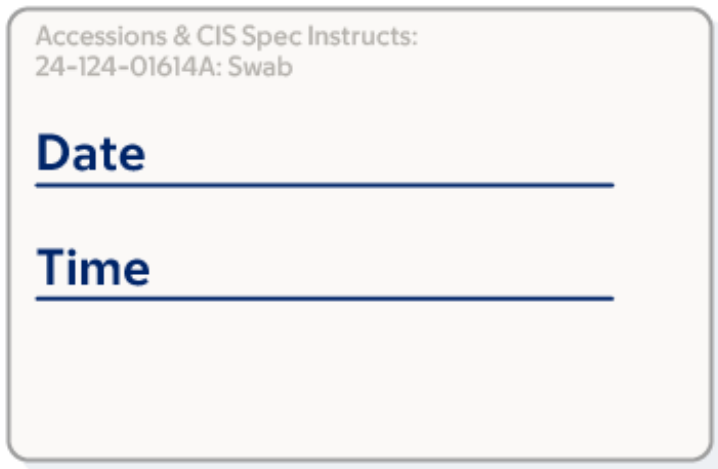 Accessions & CIS Spec Instructs:
24-124-01614A: Swab
Date
Time